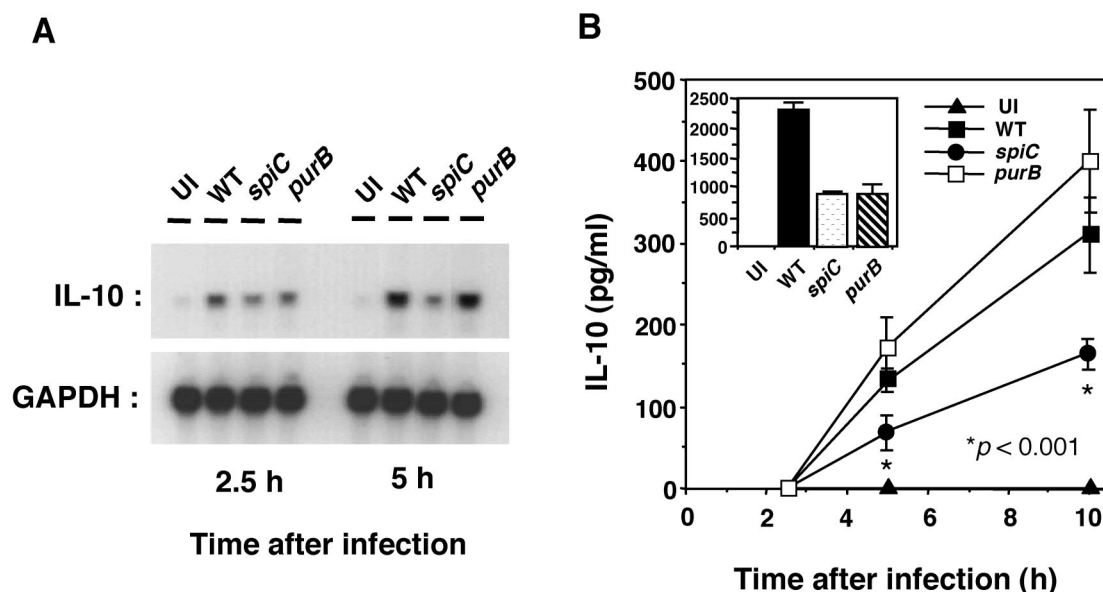 A
UI WT spiC purB UI WT spiC purB
IL-10 :
GAPDH :
2.5 h 5 h
Time after infection
B
IL-10 (pg/ml)
500
400
300
200
100
0
0 2 4 6 8 10
Time after infection (h)
2500
2000
1500
1000
500
0
UI WT spiC purB
UI
WT
spiC
purB
*
*
*p < 0.001